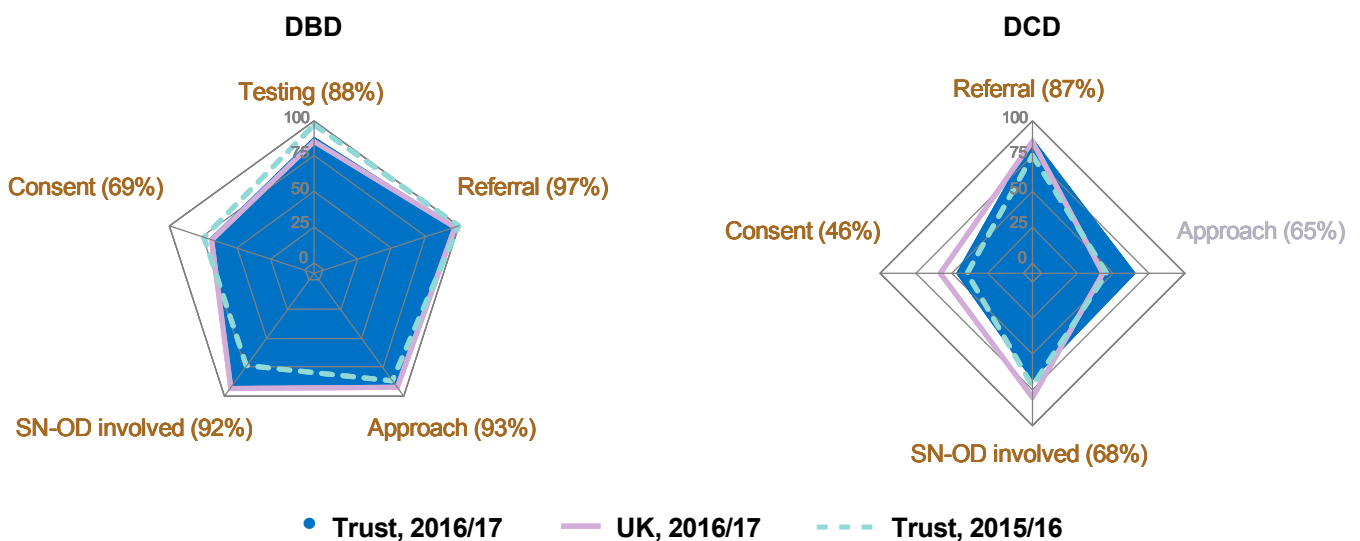 DBD
Testing (88%)
100
75
50
25
0
Consent (69%)
Referral (97%)
SN-OD involved (92%)
Approach (93%)
DCD
Referral (87%)
100
75
50
25
0
Consent (46%)
Approach (65%)
SN-OD involved (68%)
Trust, 2016/17
UK, 2016/17
Trust, 2015/16